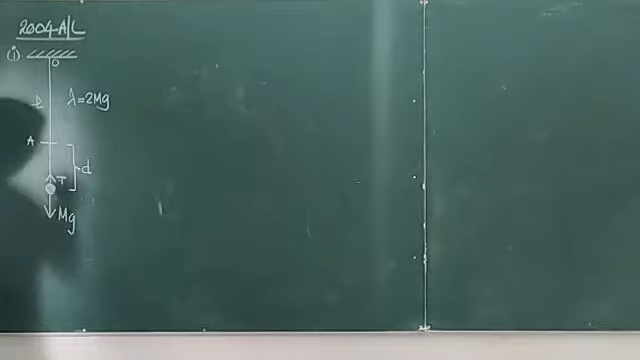 2004 A/L
(i)
O
ℓ λ=2Mg
A
d
T
Mg